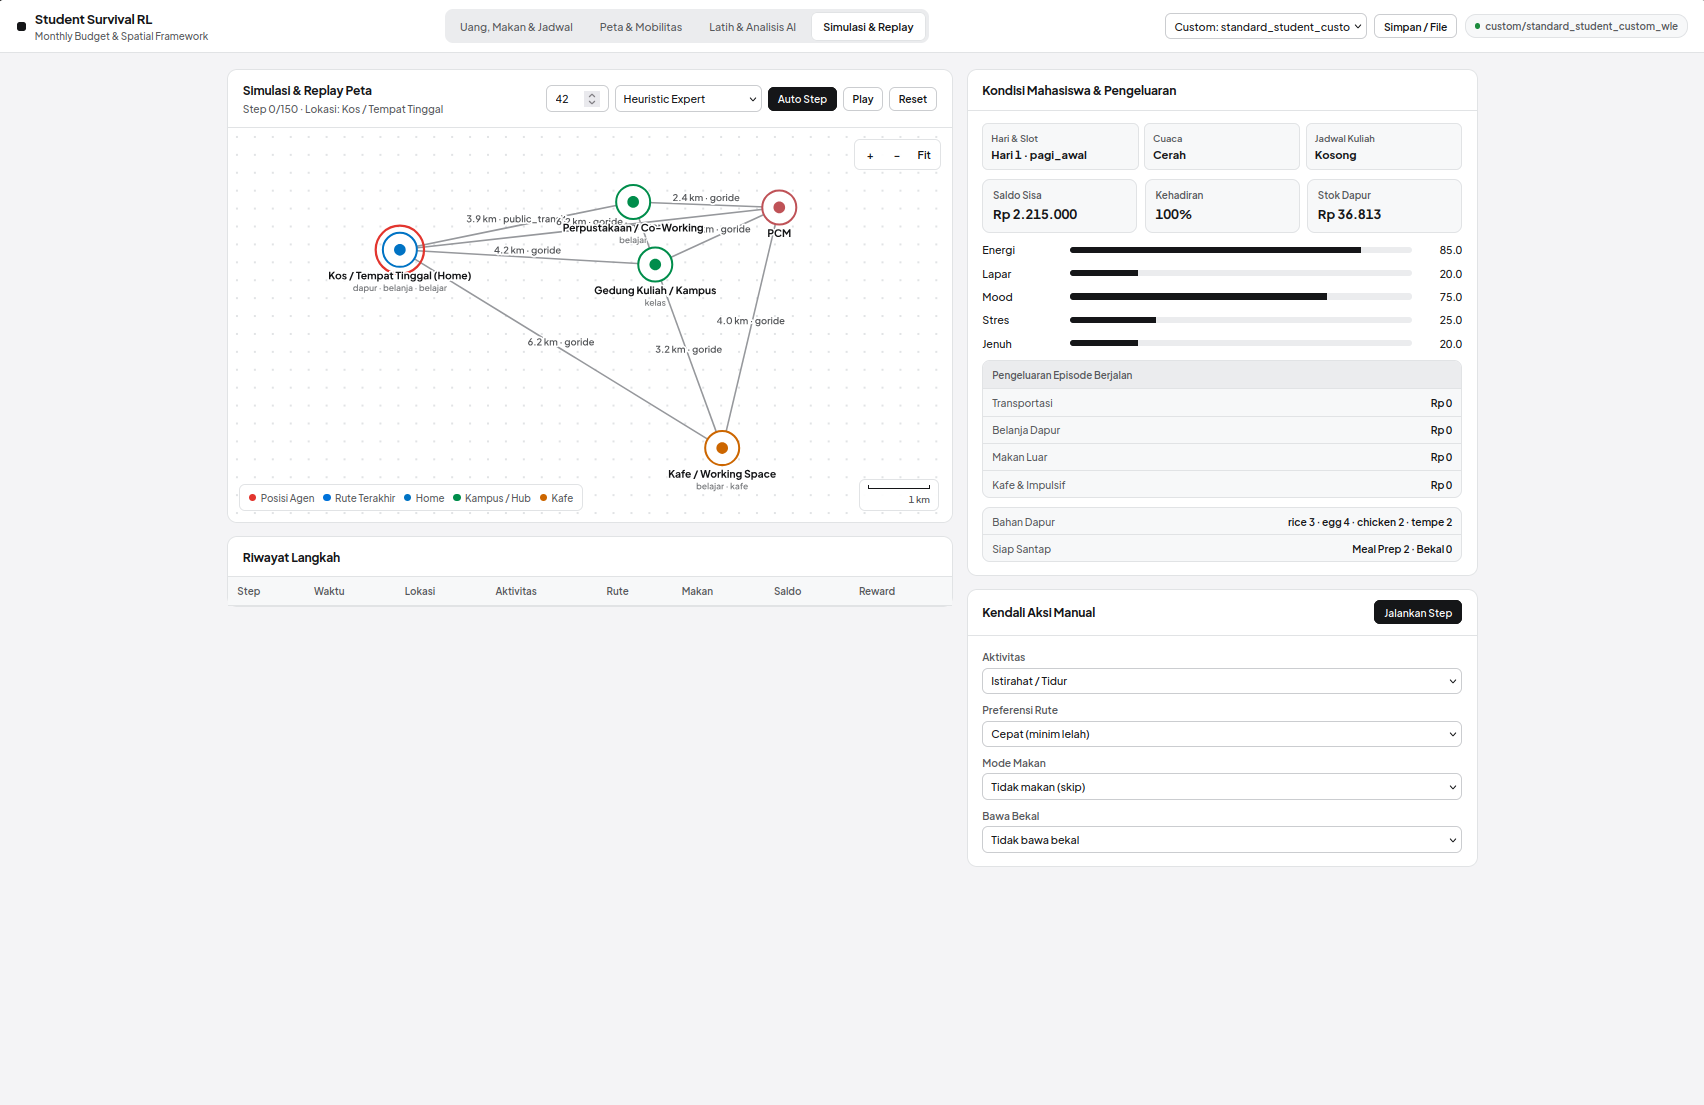 Student Survival RL
Monthly Budget & Spatial Framework
Uang, Makan & Jadwal
Peta & Mobilitas
Latih & Analisis AI
Simulasi & Replay
Custom: standard_student_custo
Simpan / File
custom/standard_student_custom_wle
Simulasi & Replay Peta
Step 0/150 · Lokasi: Kos / Tempat Tinggal
42
Heuristic Expert
Auto Step
Play
Reset
+
−
Fit
2.4 km · goride
3.9 km · public_tran
6.2 km · goride
Perpustakaan / Co-Working
m · goride
PCM
belajar
4.2 km · goride
Kos / Tempat Tinggal (Home)
dapur · belanja · belajar
Gedung Kuliah / Kampus
kelas
4.0 km · goride
6.2 km · goride
3.2 km · goride
Kafe / Working Space
belajar · kafe
Posisi Agen
Rute Terakhir
Home
Kampus / Hub
Kafe
1 km
Riwayat Langkah
Step
Waktu
Lokasi
Aktivitas
Rute
Makan
Saldo
Reward
Kondisi Mahasiswa & Pengeluaran
Hari & Slot
Hari 1 · pagi_awal
Cuaca
Cerah
Jadwal Kuliah
Kosong
Saldo Sisa
Rp 2.215.000
Kehadiran
100%
Stok Dapur
Rp 36.813
Energi 85.0
Lapar 20.0
Mood 75.0
Stres 25.0
Jenuh 20.0
Pengeluaran Episode Berjalan
Transportasi Rp 0
Belanja Dapur Rp 0
Makan Luar Rp 0
Kafe & Impulsif Rp 0
Bahan Dapur rice 3 · egg 4 · chicken 2 · tempe 2
Siap Santap Meal Prep 2 · Bekal 0
Kendali Aksi Manual
Jalankan Step
Aktivitas
Istirahat / Tidur
Preferensi Rute
Cepat (minim lelah)
Mode Makan
Tidak makan (skip)
Bawa Bekal
Tidak bawa bekal